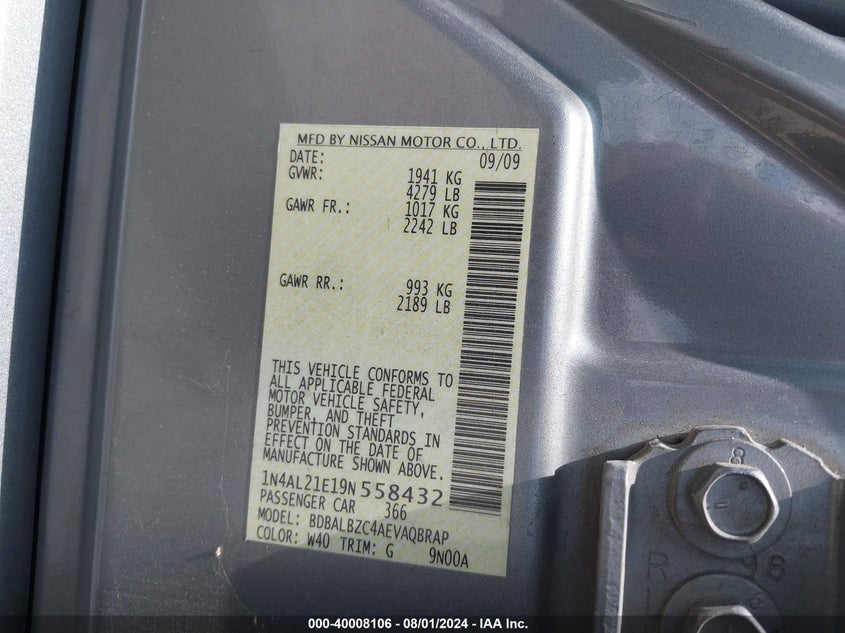 MFD BY NISSAN MOTOR CO., LTD.
DATE: 09/09
GVWR: 1941 KG
4279 LB
GAWR FR.: 1017 KG
2242 LB
GAWR RR.: 993 KG
2189 LB
THIS VEHICLE CONFORMS TO
ALL APPLICABLE FEDERAL
MOTOR VEHICLE SAFETY,
BUMPER, AND THEFT
PREVENTION STANDARDS IN
EFFECT ON THE DATE OF
MANUFACTURE SHOWN ABOVE.
1N4AL21E19N558432
PASSENGER CAR 366
MODEL: BDBALBZC4AEVAQBRAP
COLOR: W40 TRIM: G 9N00A
8
R 98
8
000-40008106 - 08/01/2024 - IAA Inc.